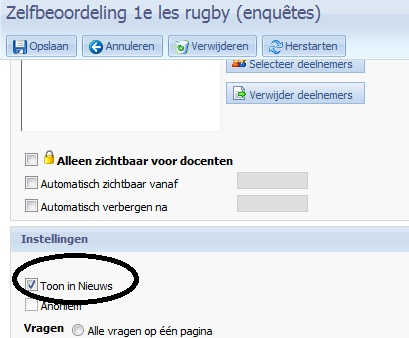 Zelfbeoordeling 1e les rugby (enquêtes)
Opslaan Annuleren Verwijderen Herstarten
Selecteer deelnemers
Verwijder deelnemers
Alleen zichtbaar voor docenten
Automatisch zichtbaar vanaf
Automatisch verbergen na
Instellingen
Toon in Nieuws
Anoniem
Vragen Alle vragen op één pagina